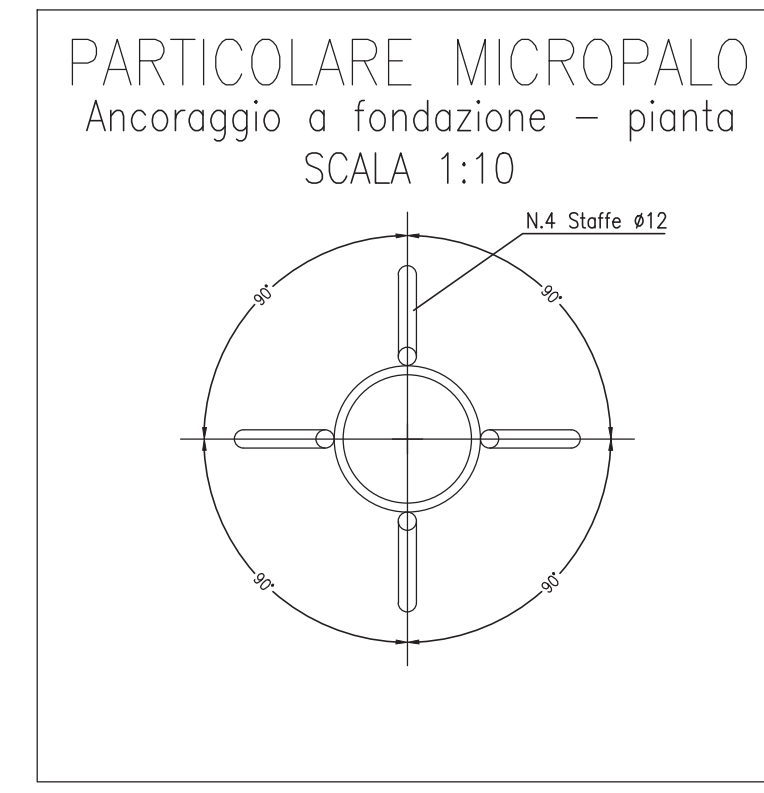 PARTICOLARE MICROPALO
Ancoraggio a fondazione – pianta
SCALA 1:10
N.4 Staffe ø12
90°
90°
90°
90°